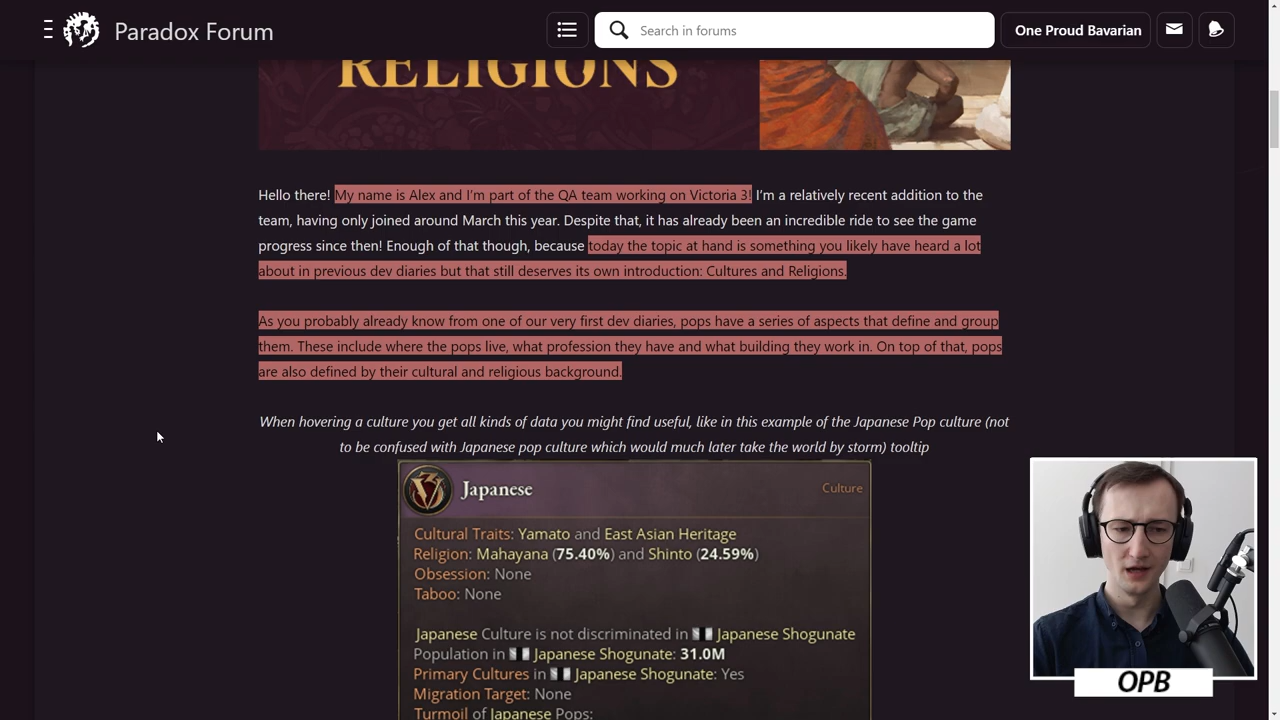 Paradox Forum
Search in forums
One Proud Bavarian
RELIGIONS
Hello there! My name is Alex and I'm part of the QA team working on Victoria 3! I'm a relatively recent addition to the
team, having only joined around March this year. Despite that, it has already been an incredible ride to see the game
progress since then! Enough of that though, because today the topic at hand is something you likely have heard a lot
about in previous dev diaries but that still deserves its own introduction: Cultures and Religions.
As you probably already know from one of our very first dev diaries, pops have a series of aspects that define and group
them. These include where the pops live, what profession they have and what building they work in. On top of that, pops
are also defined by their cultural and religious background.
When hovering a culture you get all kinds of data you might find useful, like in this example of the Japanese Pop culture (not
to be confused with Japanese pop culture which would much later take the world by storm) tooltip
Japanese
Culture
Cultural Traits: Yamato and East Asian Heritage
Religion: Mahayana (75.40%) and Shinto (24.59%)
Obsession: None
Taboo: None
Japanese Culture is not discriminated in Japanese Shogunate
Population in Japanese Shogunate: 31.0M
Primary Cultures in Japanese Shogunate: Yes
Migration Target: None
Turmoil of Japanese Pops:
OPB